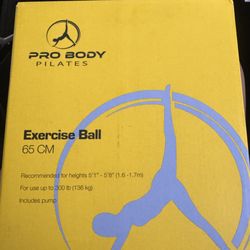 PRO BODY
PILATES
Exercise Ball
65 CM
Recommended for heights 5'1" - 5'8" (1.6 -1.7m)
For use up to 300 lb (136 kg)
Includes pump